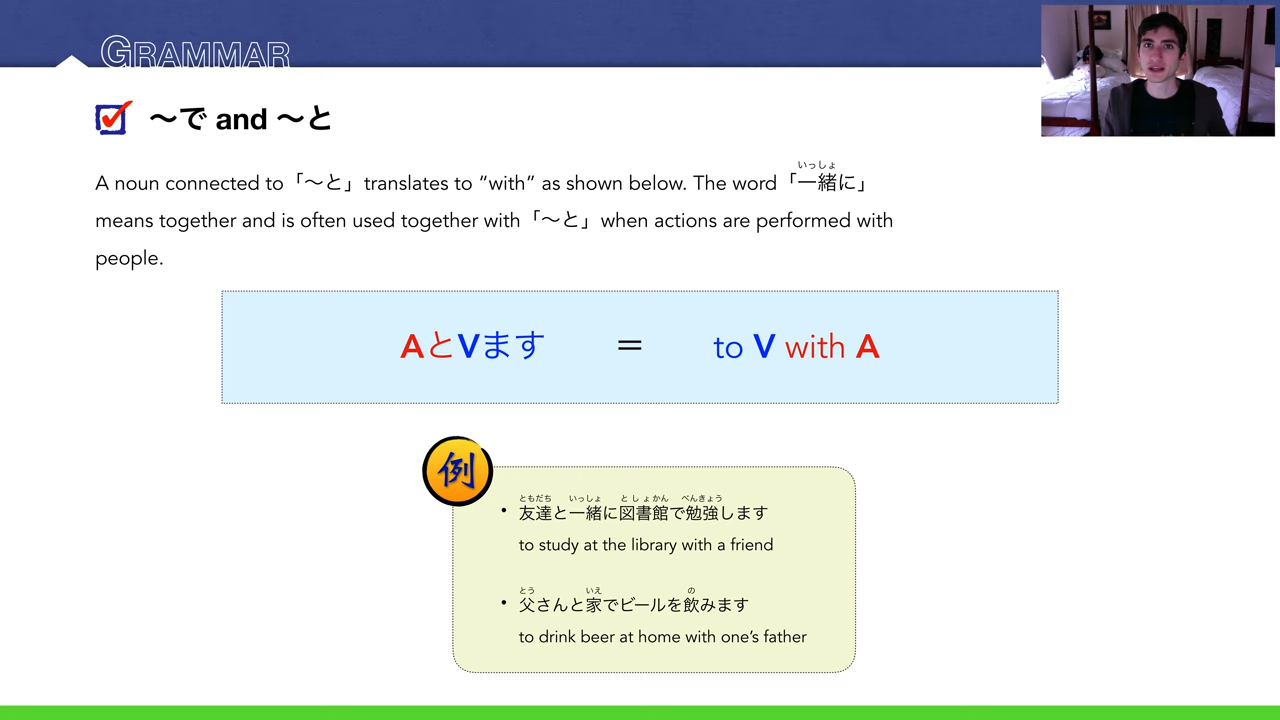 GRAMMAR
〜で and 〜と
いっしょ
A noun connected to「〜と」translates to “with” as shown below. The word「一緒に」
means together and is often used together with「〜と」when actions are performed with
people.
AとVます = to V with A
例
ともだち いっしょ としょかん べんきょう
• 友達と一緒に図書館で勉強します
to study at the library with a friend
とう いえ の
• 父さんと家でビールを飲みます
to drink beer at home with one’s father